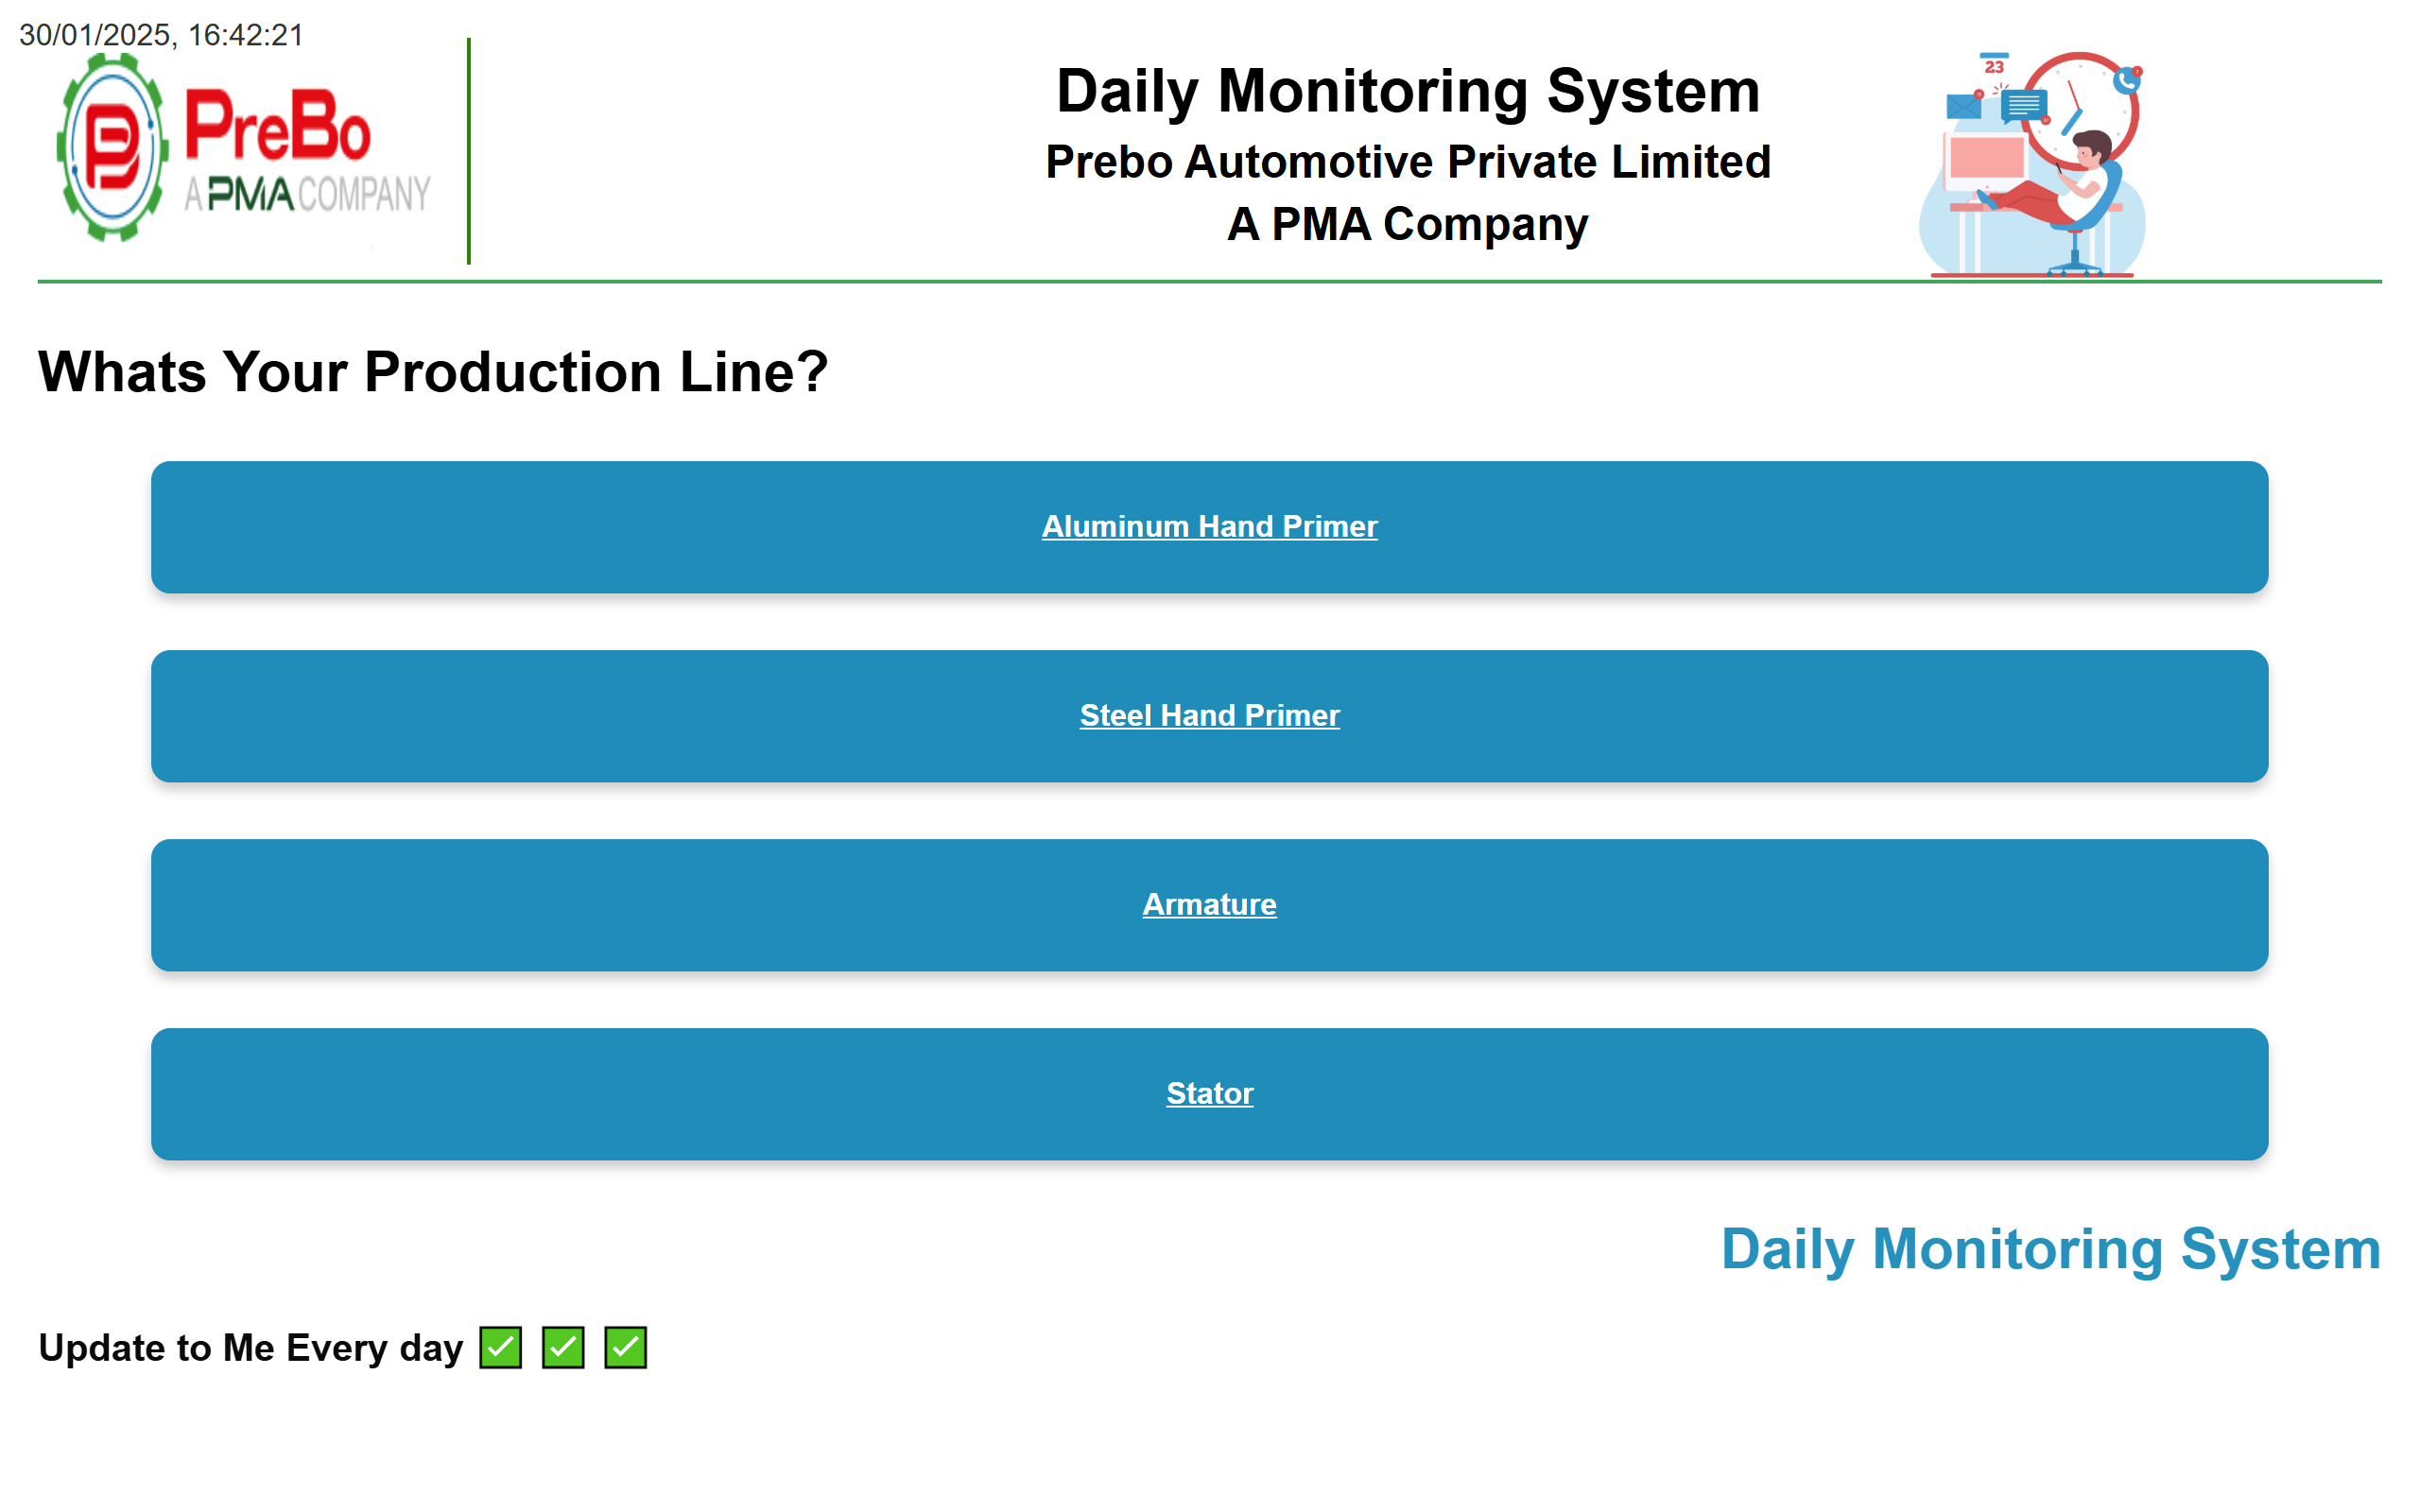 30/01/2025, 16:42:21
PreBo
A PMA COMPANY
Daily Monitoring System
Prebo Automotive Private Limited
A PMA Company
23
Whats Your Production Line?
Aluminum Hand Primer
Steel Hand Primer
Armature
Stator
Daily Monitoring System
Update to Me Every day ✅ ✅ ✅